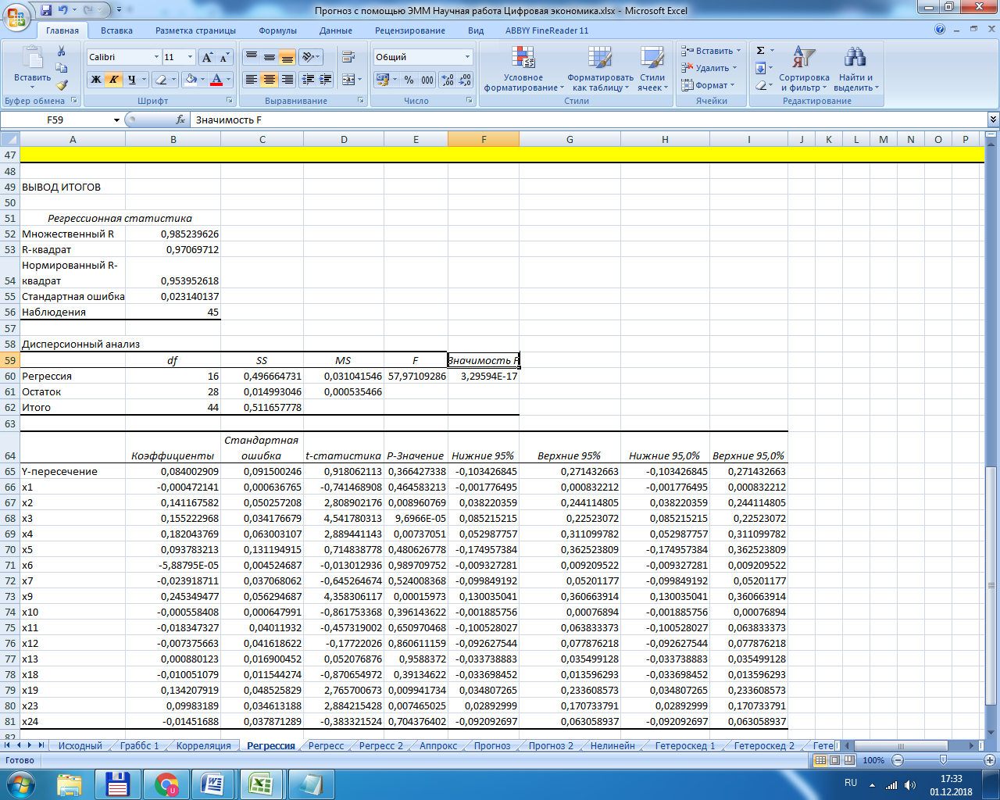 Прогноз с помощью ЭММ Научная работа Цифровая экономика.xlsx - Microsoft Excel
Главная Вставка Разметка страницы Формулы Данные Рецензирование Вид ABBYY FineReader 11
Вставить
Буфер обмена
Calibri 11
Ж К Ч
Шрифт
Выравнивание
Общий
% 000
Число
Условное форматирование
Форматировать как таблицу
Стили ячеек
Стили
Вставить
Удалить
Формат
Ячейки
Сортировка и фильтр
Найти и выделить
Редактирование
F59 fx Значимость F
A B C D E F G H I J K L M N O P
47
48
49 ВЫВОД ИТОГОВ
50
51 Регрессионная статистика
52 Множественный R 0,985239626
53 R-квадрат 0,97069712
Нормированный R-
54 квадрат 0,953952618
55 Стандартная ошибка 0,023140137
56 Наблюдения 45
57
58 Дисперсионный анализ
59 df SS MS F Значимость F
60 Регрессия 16 0,496664731 0,031041546 57,97109286 3,29594E-17
61 Остаток 28 0,014993046 0,000535466
62 Итого 44 0,511657778
63
Стандартная
64 Коэффициенты ошибка t-статистика P-Значение Нижние 95% Верхние 95% Нижние 95,0% Верхние 95,0%
65 Y-пересечение 0,084002909 0,091500246 0,918062113 0,366427338 -0,103426845 0,271432663 -0,103426845 0,271432663
66 x1 -0,000472141 0,000636765 -0,741468908 0,464583213 -0,001776495 0,000832212 -0,001776495 0,000832212
67 x2 0,141167582 0,050257208 2,808902176 0,008960769 0,038220359 0,244114805 0,038220359 0,244114805
68 x3 0,155222968 0,034176679 4,541780313 9,6966E-05 0,085215215 0,22523072 0,085215215 0,22523072
69 x4 0,182043769 0,063003107 2,889441143 0,00737051 0,052987757 0,311099782 0,052987757 0,311099782
70 x5 0,093783213 0,131194915 0,714838778 0,480626778 -0,174957384 0,362523809 -0,174957384 0,362523809
71 x6 -5,88795E-05 0,004524687 -0,013012936 0,989709752 -0,009327281 0,009209522 -0,009327281 0,009209522
72 x7 -0,023918711 0,037068062 -0,645264674 0,524008368 -0,099849192 0,05201177 -0,099849192 0,05201177
73 x9 0,245349477 0,056294687 4,358306117 0,00015973 0,130035041 0,360663914 0,130035041 0,360663914
74 x10 -0,000558408 0,000647991 -0,861753368 0,396143622 -0,001885756 0,00076894 -0,001885756 0,00076894
75 x11 -0,018347327 0,04011932 -0,457319002 0,650970468 -0,100528027 0,063833373 -0,100528027 0,063833373
76 x12 -0,007375663 0,041618622 -0,17722026 0,860611159 -0,092627544 0,077876218 -0,092627544 0,077876218
77 x13 0,000880123 0,016900452 0,052076876 0,9588372 -0,033738883 0,035499128 -0,033738883 0,035499128
78 x18 -0,010051079 0,011544274 -0,870654972 0,39134622 -0,033698452 0,013596293 -0,033698452 0,013596293
79 x19 0,134207919 0,048525829 2,765700673 0,009941734 0,034807265 0,233608573 0,034807265 0,233608573
80 x23 0,09983189 0,034613188 2,884215428 0,007465025 0,02892999 0,170733791 0,02892999 0,170733791
81 x24 -0,01451688 0,037871289 -0,383321524 0,704376402 -0,092092697 0,063058937 -0,092092697 0,063058937
82
Исходный Граббс 1 Корреляция Регрессия Регресс Регресс 2 Аппрокс Прогноз Прогноз 2 Нелинейн Гетероскед 1 Гетероскед 2 Гете
Готово 100%
RU 17:33
01.12.2018